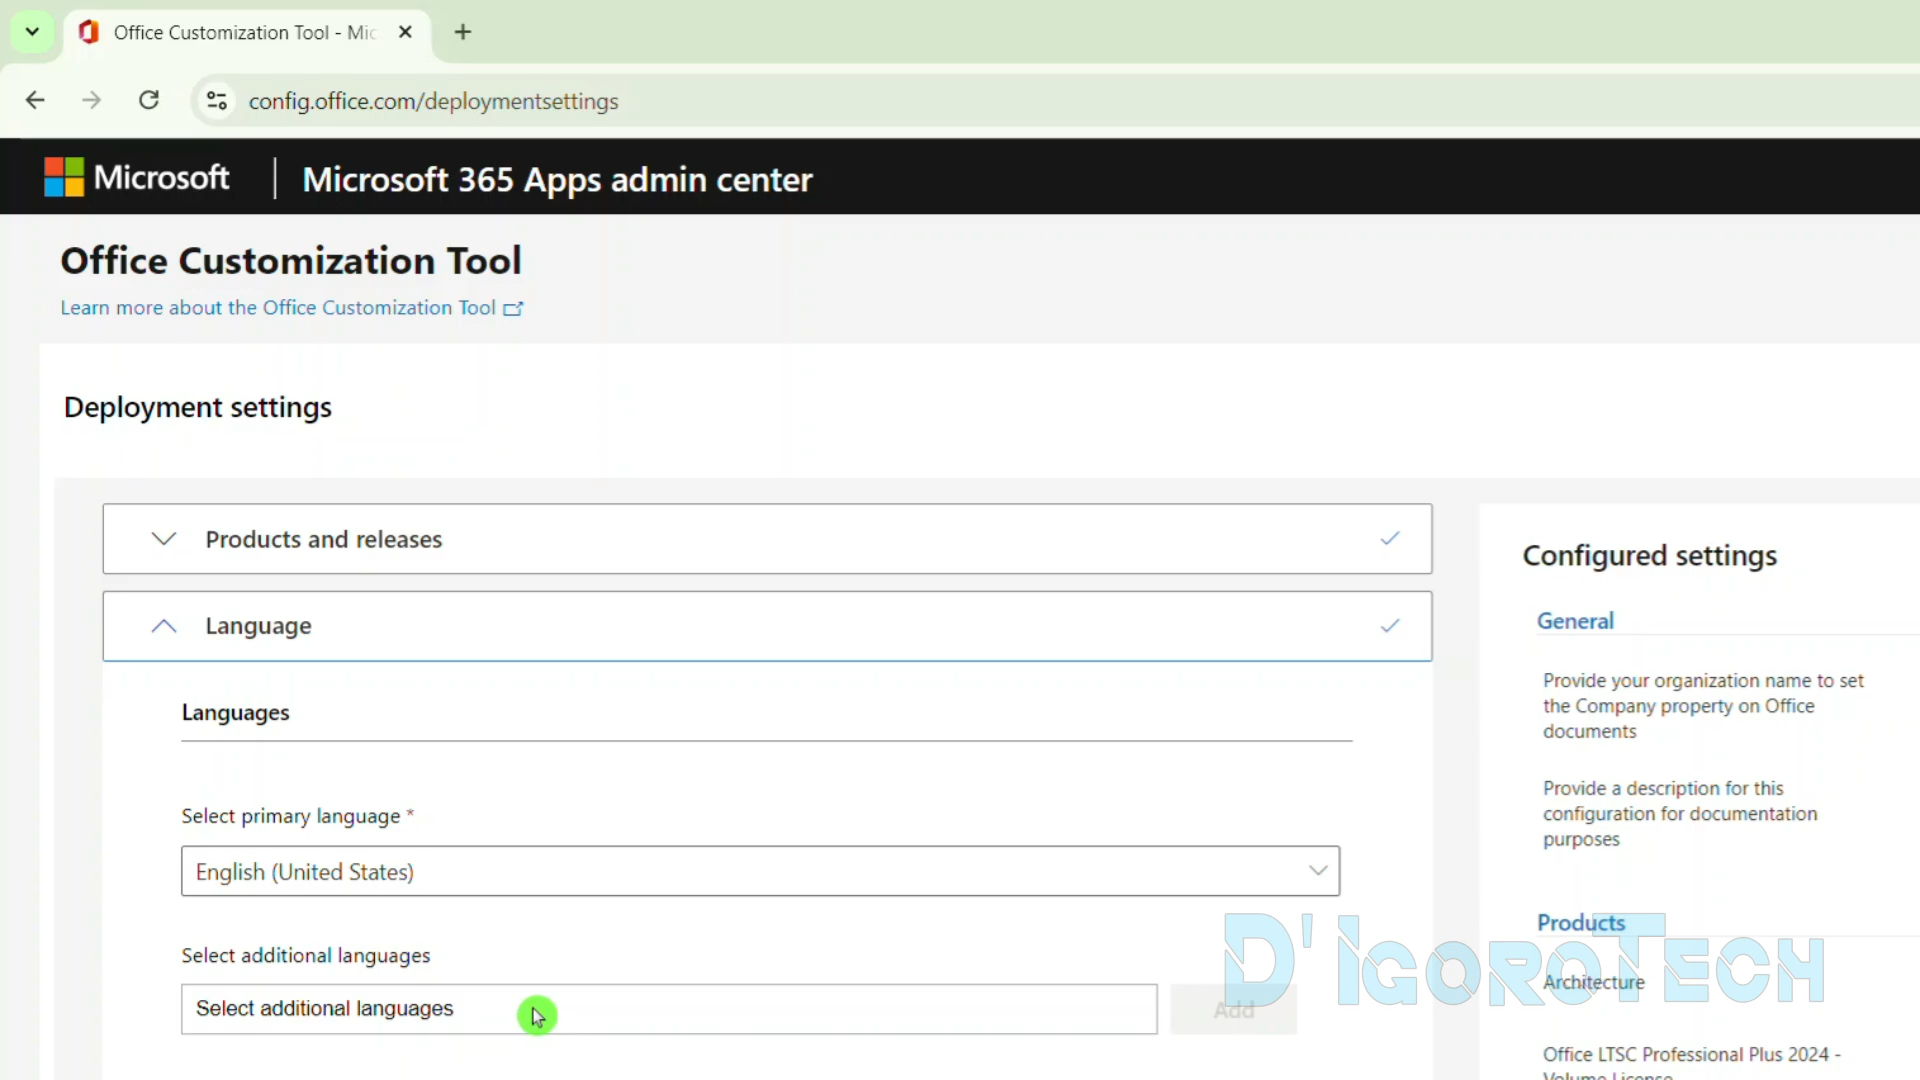 Office Customization Tool - Mic
config.office.com/deploymentsettings
Microsoft
Microsoft 365 Apps admin center
Office Customization Tool
Learn more about the Office Customization Tool
Deployment settings
Products and releases
Language
Languages
Select primary language *
English (United States)
Select additional languages
Select additional languages
Add
Configured settings
General
Provide your organization name to set
the Company property on Office
documents
Provide a description for this
configuration for documentation
purposes
Products
Architecture
Office LTSC Professional Plus 2024 -
Volume License
D'IGOROTECH